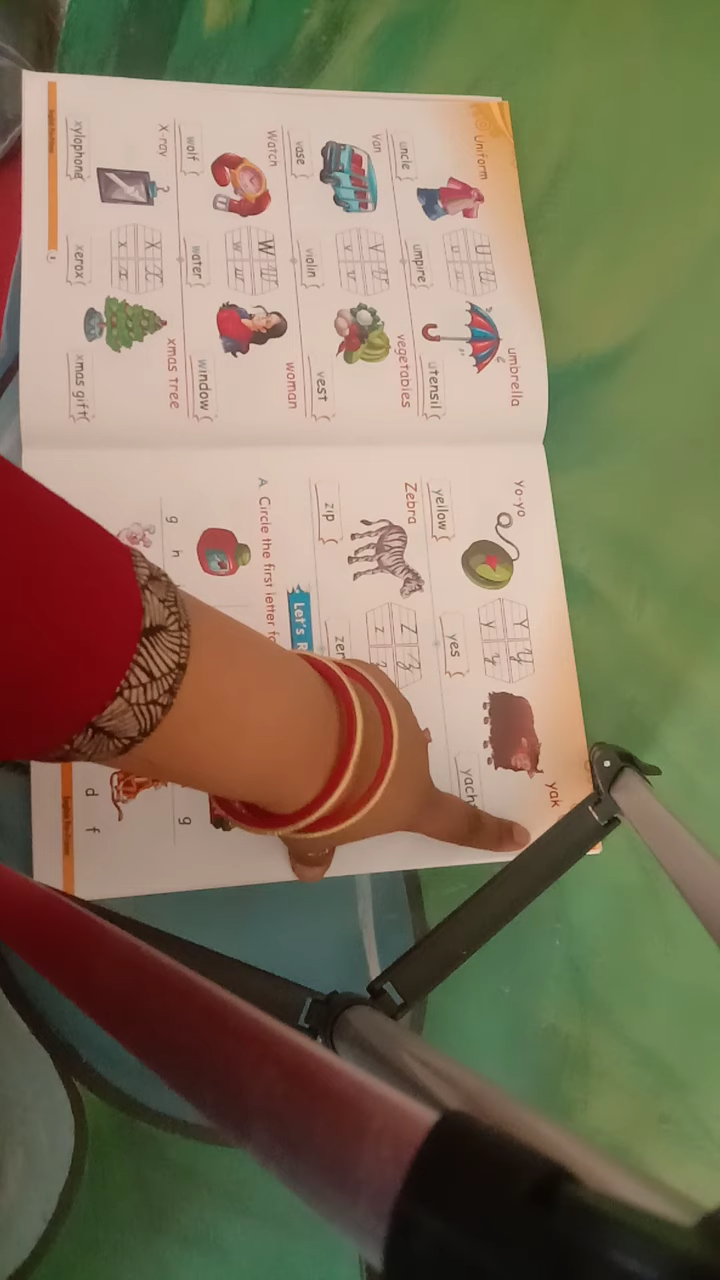 Uniform
umbrella
U u
u u
uncle
umpire
utensil
Van
vegetables
V v
v v
vase
violin
vest
Watch
woman
W w
w w
wolf
water
window
X-ray
xmas tree
X x
x x
xylophone
xerox
xmas gift
Yo-yo
yak
Y y
y y
yellow
yes
Zebra
Z z
z z
zip
A. Circle the first letter
g h
g
d f